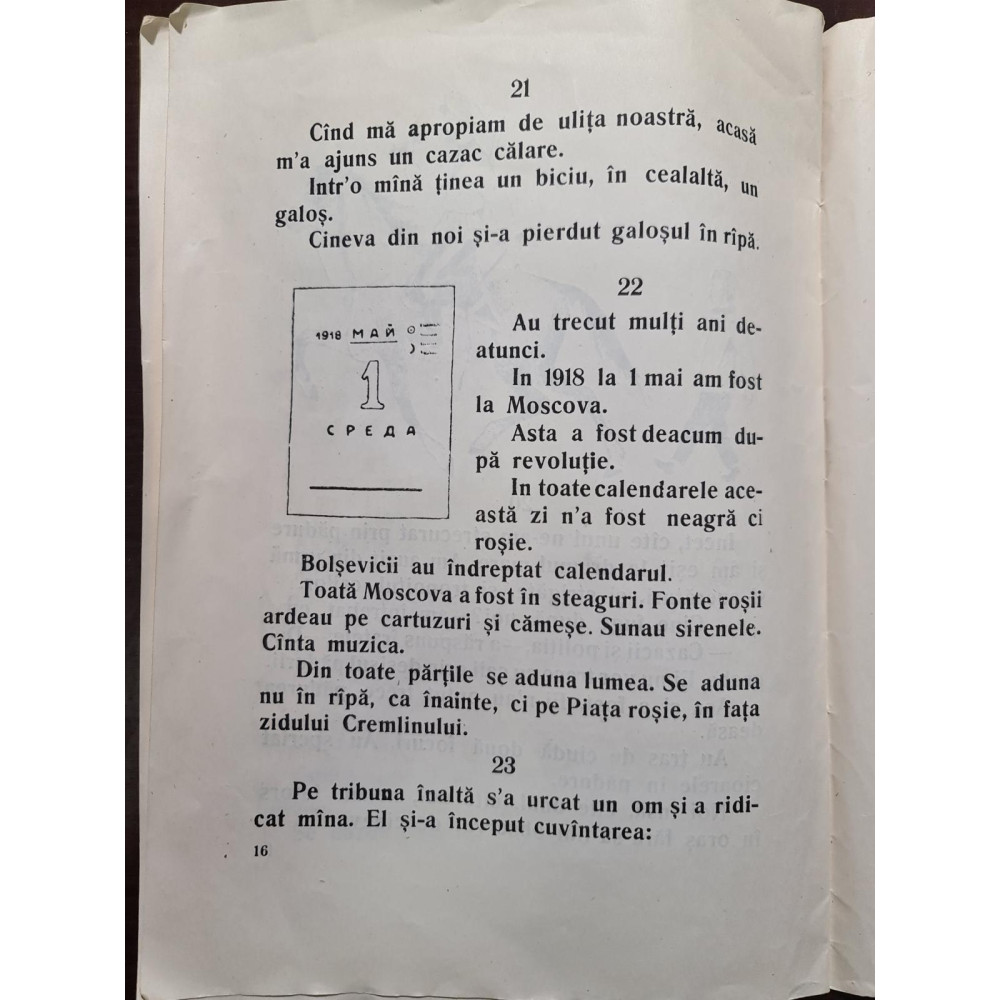 21
Cînd mă apropiam de ulița noastră, acasă
m'a ajuns un cazac călare.
Intr'o mînă ținea un biciu, în cealaltă, un
galoș.
Cineva din noi și-a pierdut galoșul în rîpă.
1918 МАЙ
1
СРЕДА
22
Au trecut mulți ani de-
atunci.
In 1918 la 1 mai am fost
la Moscova.
Asta a fost deacum du-
pă revoluție.
In toate calendarele ace-
astă zi n'a fost neagră ci
roșie.
Bolșevicii au îndreptat calendarul.
Toată Moscova a fost în steaguri. Fonte roșii
ardeau pe cartuzuri și cămeșe. Sunau sirenele.
Cînta muzica.
Din toate părțile se aduna lumea. Se aduna
nu în rîpă, ca înainte, ci pe Piața roșie, în fața
zidului Cremlinului.
23
Pe tribuna înaltă s'a urcat un om și a ridi-
cat mîna. El și-a început cuvîntarea:
16